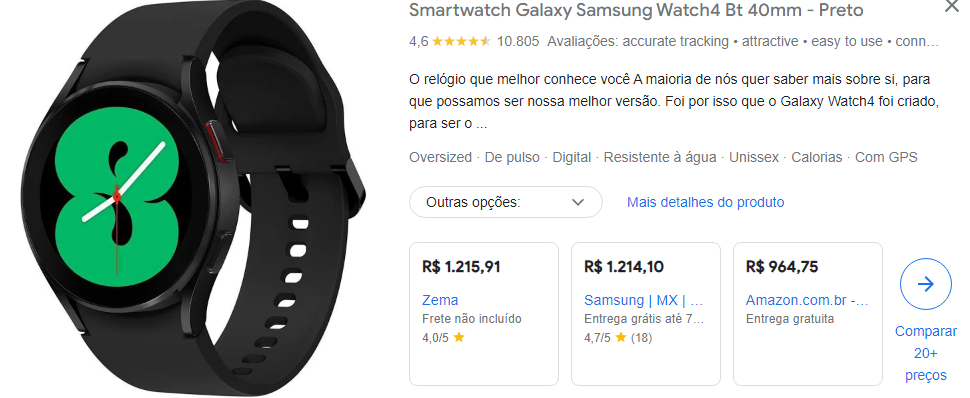 Smartwatch Galaxy Samsung Watch4 Bt 40mm - Preto
4,6 10.805 Avaliações: accurate tracking • attractive • easy to use • conn…
O relógio que melhor conhece você A maioria de nós quer saber mais sobre si, para
que possamos ser nossa melhor versão. Foi por isso que o Galaxy Watch4 foi criado,
para ser o ...
Oversized · De pulso · Digital · Resistente à água · Unissex · Calorias · Com GPS
Outras opções:
Mais detalhes do produto
R$ 1.215,91
Zema
Frete não incluído
4,0/5
R$ 1.214,10
Samsung | MX | …
Entrega grátis até 7…
4,7/5 (18)
R$ 964,75
Amazon.com.br -…
Entrega gratuita
Comparar
20+
preços